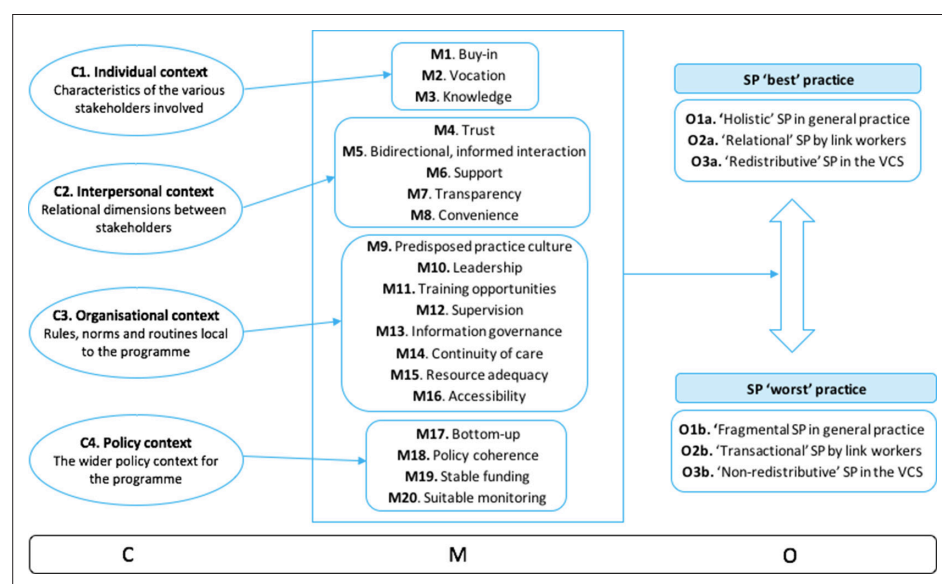 C1. Individual context
Characteristics of the various
stakeholders involved
C2. Interpersonal context
Relational dimensions between
stakeholders
C3. Organisational context
Rules, norms and routines local
to the programme
C4. Policy context
The wider policy context for
the programme
M1. Buy-in
M2. Vocation
M3. Knowledge
M4. Trust
M5. Bidirectional, informed interaction
M6. Support
M7. Transparency
M8. Convenience
M9. Predisposed practice culture
M10. Leadership
M11. Training opportunities
M12. Supervision
M13. Information governance
M14. Continuity of care
M15. Resource adequacy
M16. Accessibility
M17. Bottom-up
M18. Policy coherence
M19. Stable funding
M20. Suitable monitoring
SP ‘best’ practice
O1a. ‘Holistic’ SP in general practice
O2a. ‘Relational’ SP by link workers
O3a. ‘Redistributive’ SP in the VCS
SP ‘worst’ practice
O1b. ‘Fragmental SP in general practice
O2b. ‘Transactional’ SP by link workers
O3b. ‘Non-redistributive’ SP in the VCS
C
M
O